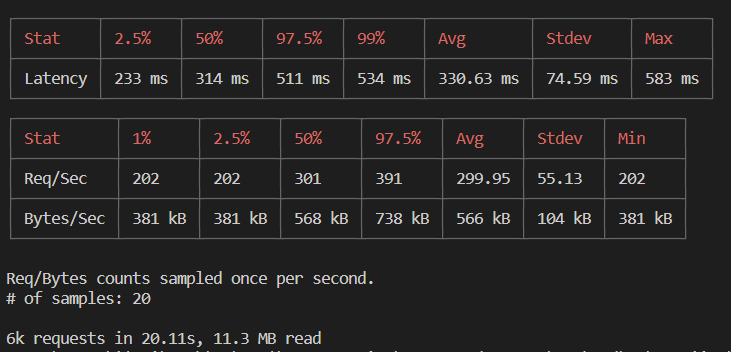 Stat 2.5% 50% 97.5% 99% Avg Stdev Max
Latency 233 ms 314 ms 511 ms 534 ms 330.63 ms 74.59 ms 583 ms
Stat 1% 2.5% 50% 97.5% Avg Stdev Min
Req/Sec 202 202 301 391 299.95 55.13 202
Bytes/Sec 381 kB 381 kB 568 kB 738 kB 566 kB 104 kB 381 kB
Req/Bytes counts sampled once per second.
# of samples: 20
6k requests in 20.11s, 11.3 MB read